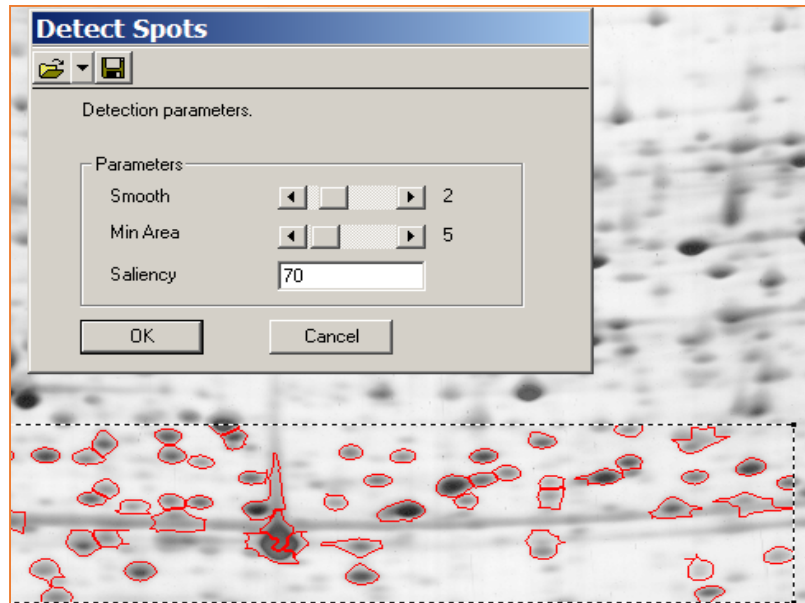 Detect Spots
Detection parameters.
Parameters
Smooth 2
Min Area 5
Saliency 70
OK Cancel